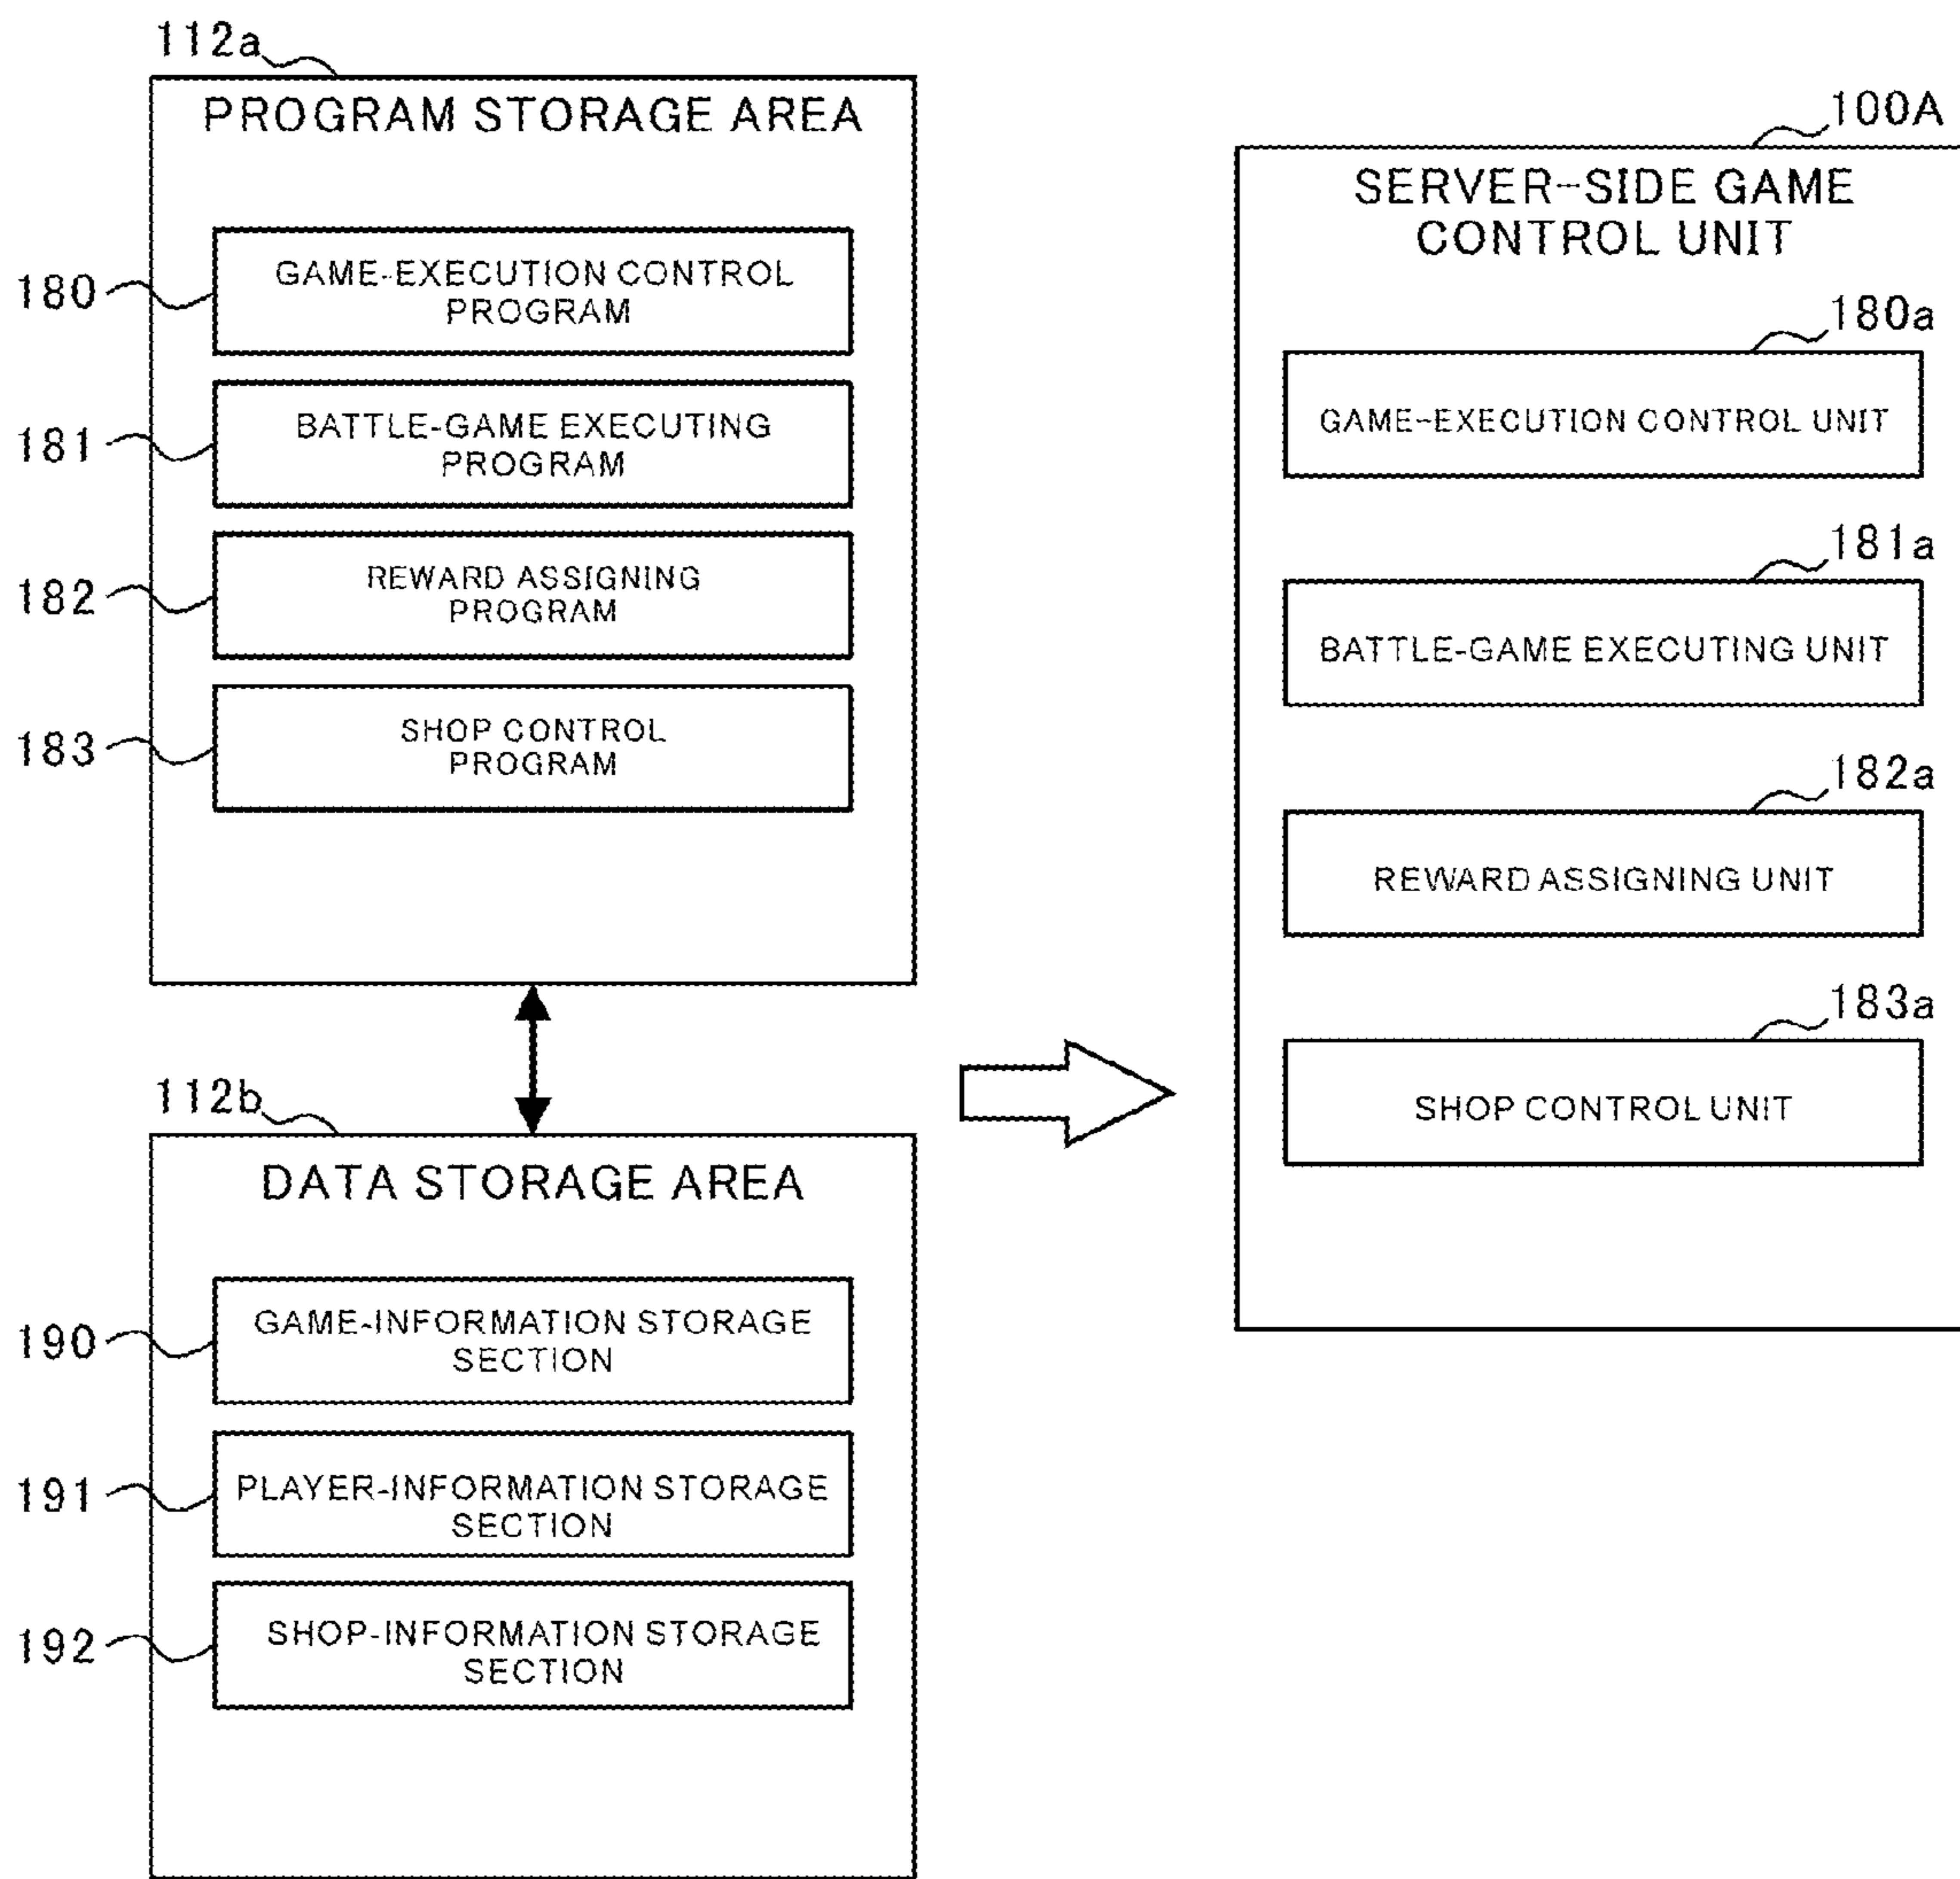 112a
PROGRAM STORAGE AREA
180
GAME-EXECUTION CONTROL
PROGRAM
181
BATTLE-GAME EXECUTING
PROGRAM
182
REWARD ASSIGNING
PROGRAM
183
SHOP CONTROL
PROGRAM
112b
DATA STORAGE AREA
190
GAME-INFORMATION STORAGE
SECTION
191
PLAYER-INFORMATION STORAGE
SECTION
192
SHOP-INFORMATION STORAGE
SECTION
100A
SERVER-SIDE GAME
CONTROL UNIT
180a
GAME-EXECUTION CONTROL UNIT
181a
BATTLE-GAME EXECUTING UNIT
182a
REWARD ASSIGNING UNIT
183a
SHOP CONTROL UNIT